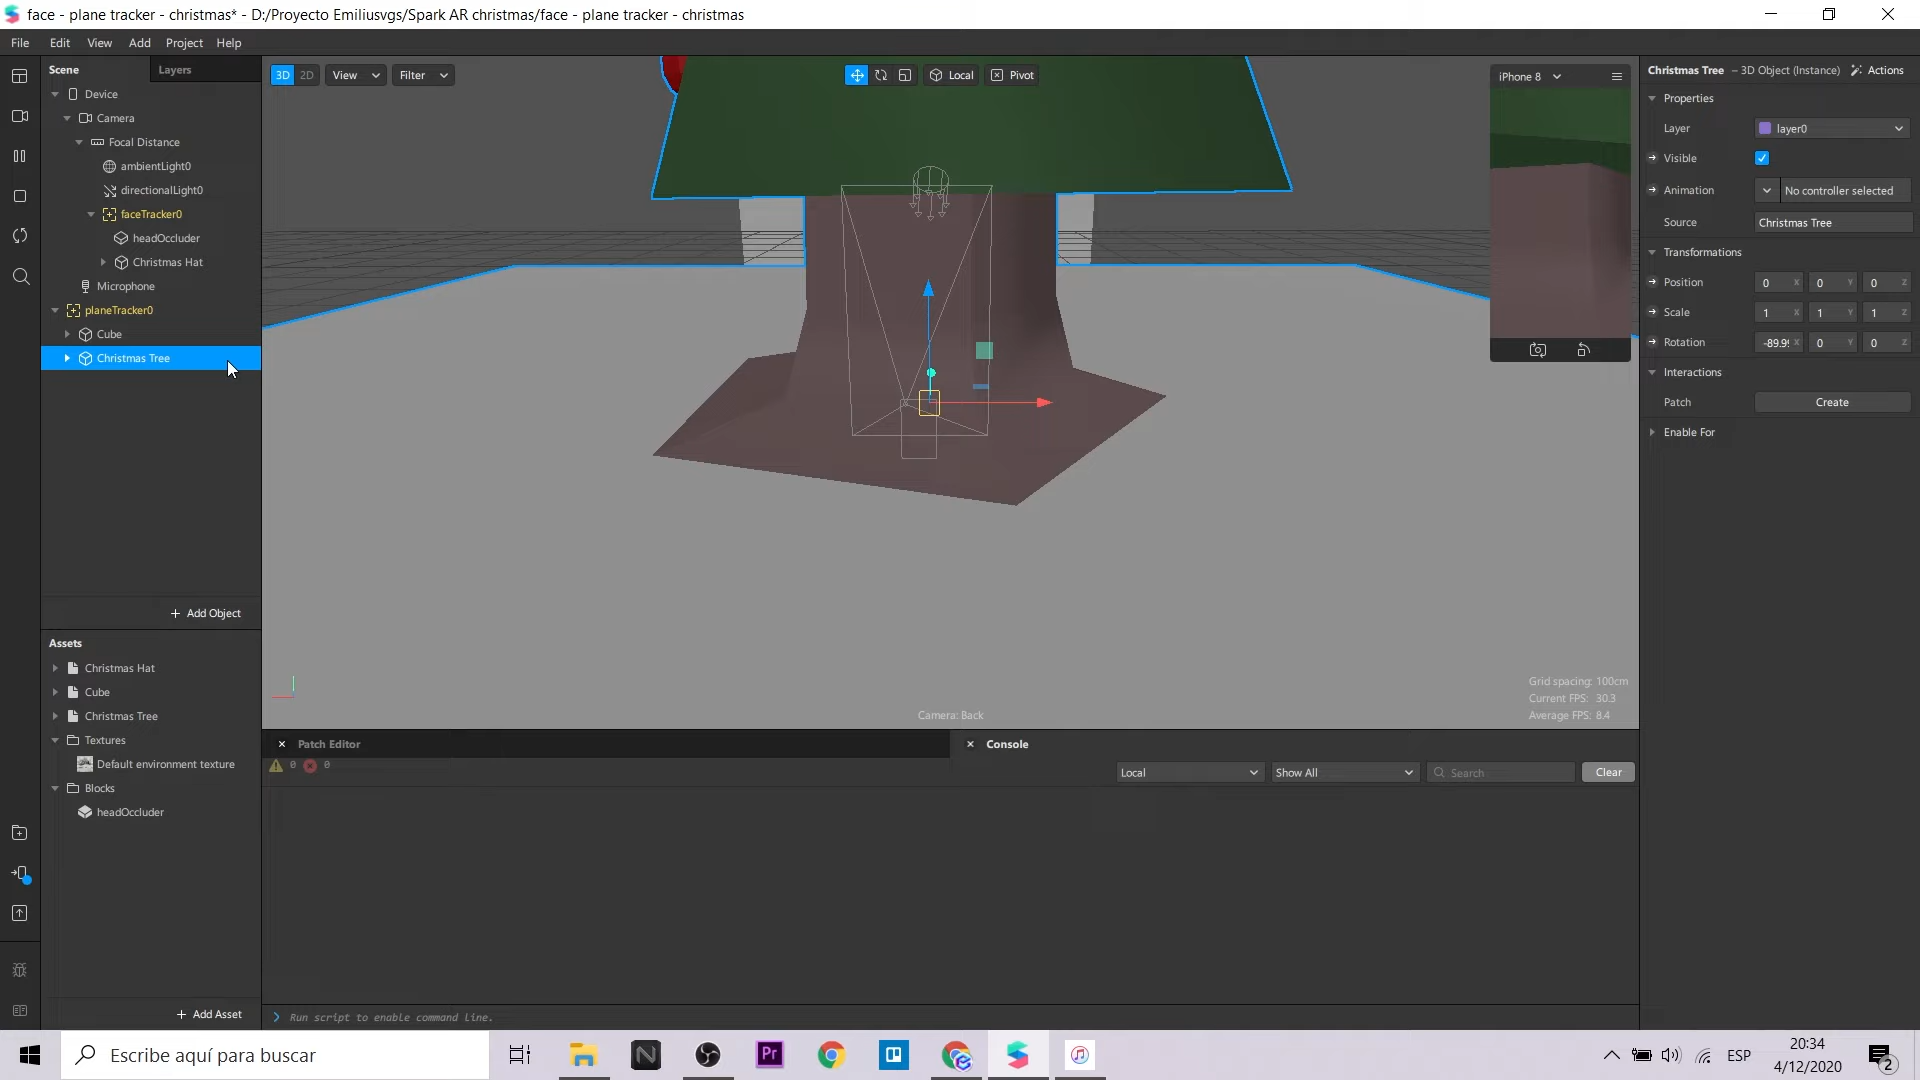 face - plane tracker - christmas* - D:/Proyecto Emiliusvgs/Spark AR christmas/face - plane tracker - christmas
File Edit View Add Project Help
Scene Layers
Device
Camera
Focal Distance
ambientLight0
directionalLight0
faceTracker0
headOccluder
Christmas Hat
Microphone
planeTracker0
Cube
Christmas Tree
+ Add Object
Assets
Christmas Hat
Cube
Christmas Tree
Textures
Default environment texture
Blocks
headOccluder
+ Add Asset
3D 2D View Filter
Local Pivot
iPhone 8
Grid spacing: 100cm
Current FPS: 30.3
Average FPS: 8.4
Camera: Back
Christmas Tree – 3D Object (Instance) Actions
Properties
Layer layer0
Visible
Animation No controller selected
Source Christmas Tree
Transformations
Position 0 X 0 Y 0 Z
Scale 1 X 1 Y 1 Z
Rotation -89.9 X 0 Y 0 Z
Interactions
Patch Create
Enable For
Patch Editor
Console
0 0
Local Show All Search Clear
Run script to enable command line.
Escribe aquí para buscar
N Pr
ESP
20:34
4/12/2020
2